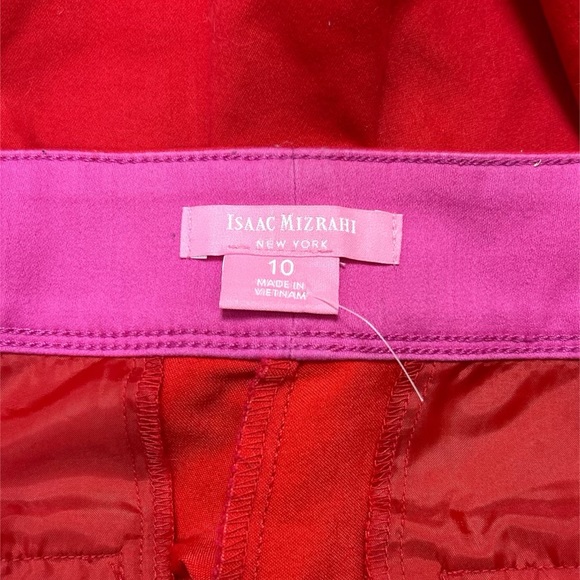 ISAAC MIZRAHI
NEW YORK
10
MADE IN
VIETNAM